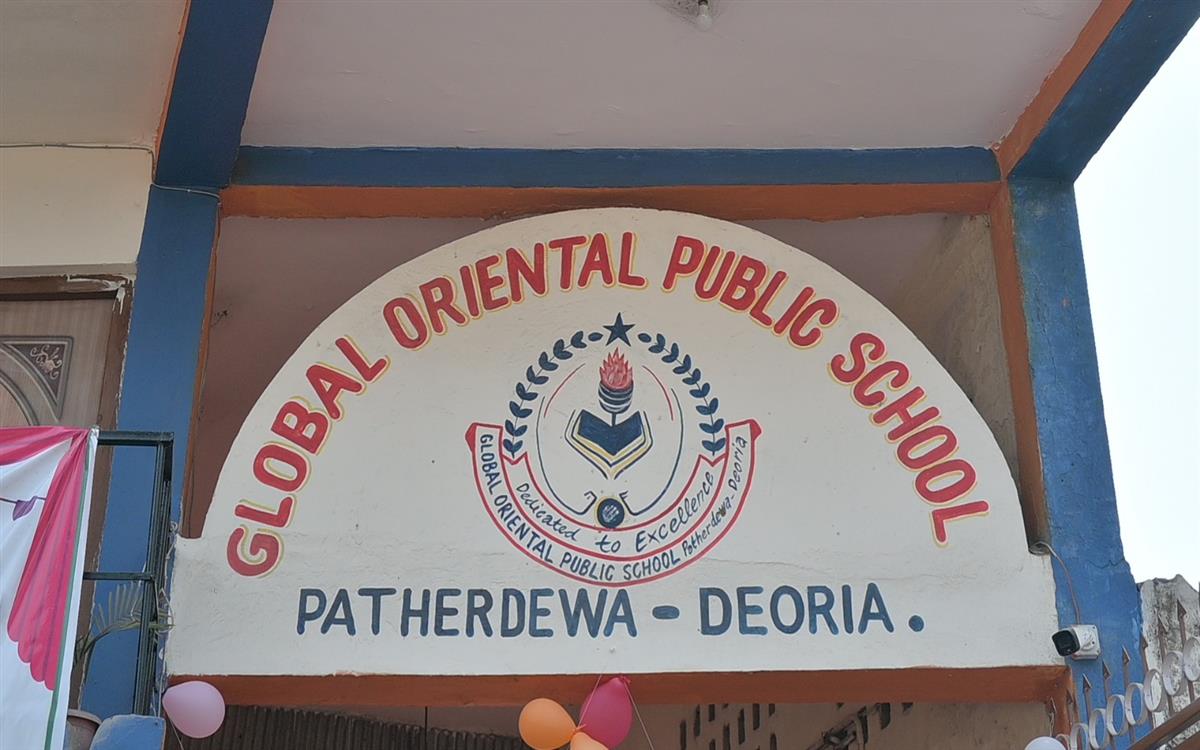 GLOBAL ORIENTAL PUBLIC SCHOOL
Dedicated to Excellence
GLOBAL ORIENTAL PUBLIC SCHOOL Patherdewa-Deoria
PATHERDEWA - DEORIA.